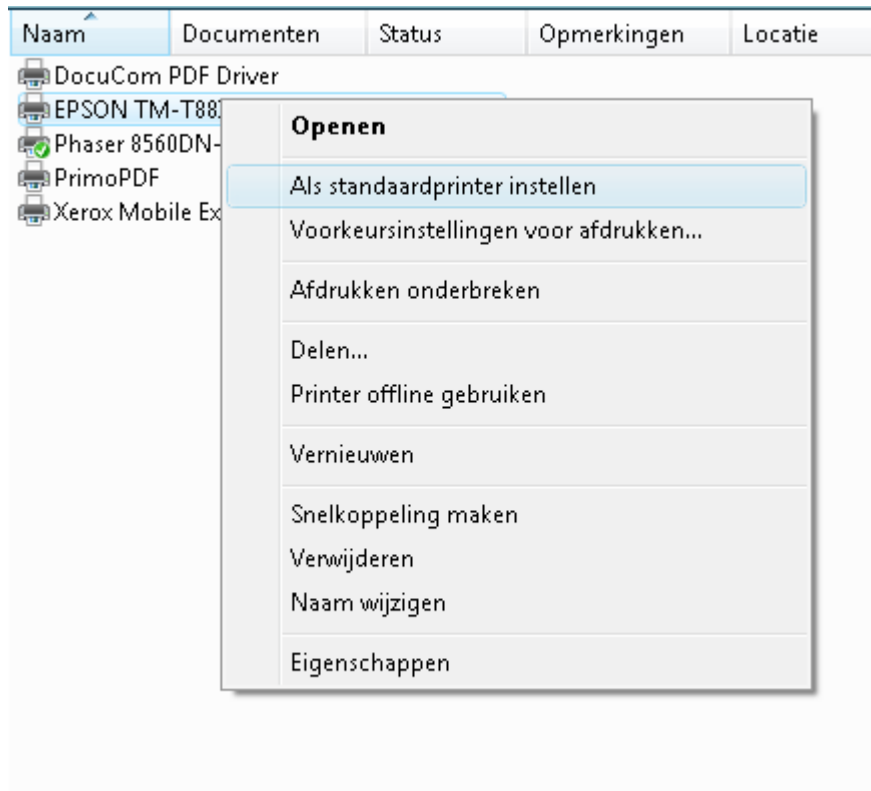 Naam Documenten Status Opmerkingen Locatie
DocuCom PDF Driver
EPSON TM-T88
Phaser 8560DN-
PrimoPDF
Xerox Mobile Ex
Openen
Als standaardprinter instellen
Voorkeursinstellingen voor afdrukken...
Afdrukken onderbreken
Delen...
Printer offline gebruiken
Vernieuwen
Snelkoppeling maken
Verwijderen
Naam wijzigen
Eigenschappen